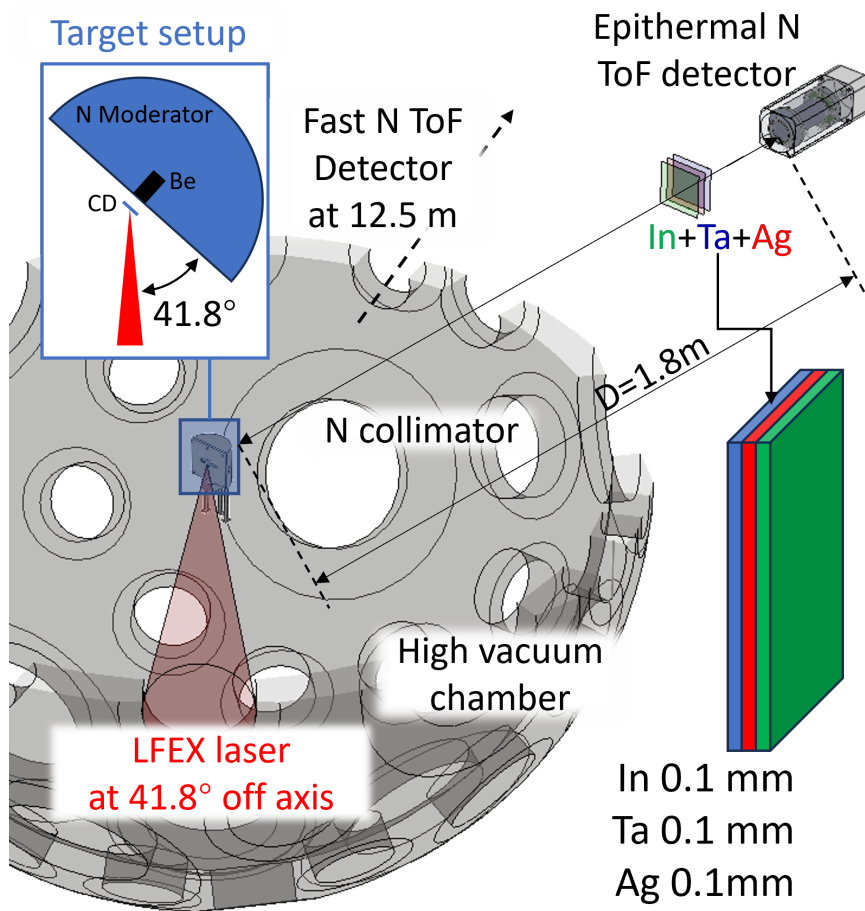 Target setup
N Moderator
Be
CD
41.8°
Fast N ToF
Detector
at 12.5 m
Epithermal N
ToF detector
In+Ta+Ag
D=1.8m
N collimator
High vacuum
chamber
LFEX laser
at 41.8° off axis
In 0.1 mm
Ta 0.1 mm
Ag 0.1mm